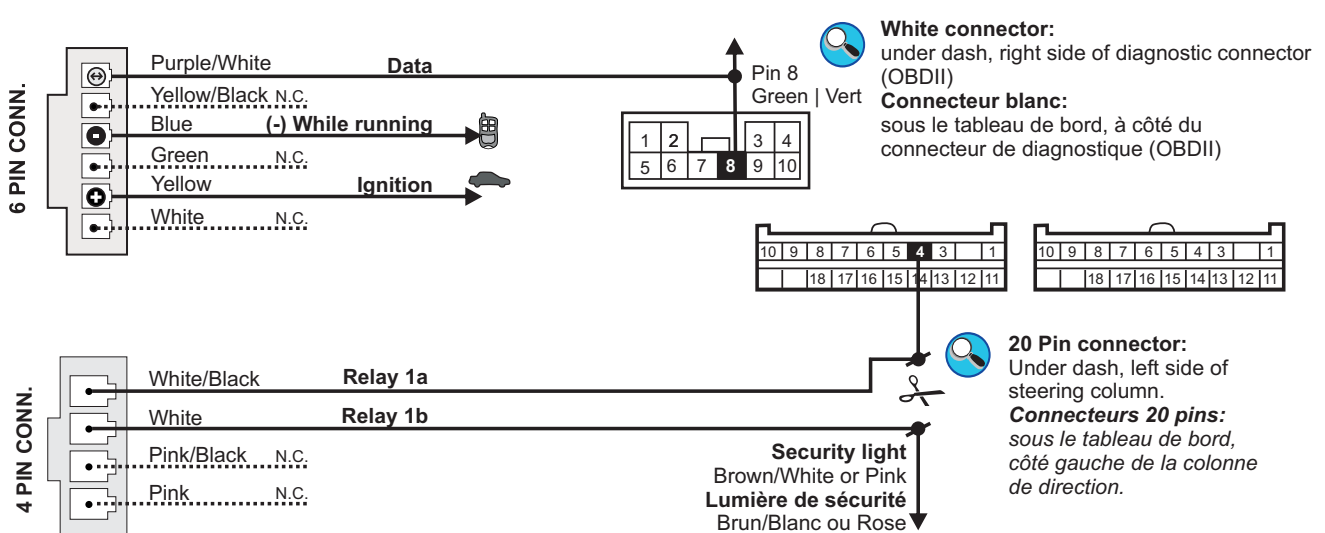 6 PIN CONN.
Purple/White Data
Yellow/Black N.C.
Blue (-) While running
Green N.C.
Yellow Ignition
White N.C.
Pin 8
Green | Vert
1 2 3 4
5 6 7 8 9 10
White connector:
under dash, right side of diagnostic connector
(OBDII)
Connecteur blanc:
sous le tableau de bord, à côté du
connecteur de diagnostique (OBDII)
10 9 8 7 6 5 4 3 1
18 17 16 15 14 13 12 11
10 9 8 7 6 5 4 3 1
18 17 16 15 14 13 12 11
4 PIN CONN.
White/Black Relay 1a
White Relay 1b
Pink/Black N.C.
Pink N.C.
20 Pin connector:
Under dash, left side of
steering column.
Connecteurs 20 pins:
sous le tableau de bord,
côté gauche de la colonne
de direction.
Security light
Brown/White or Pink
Lumière de sécurité
Brun/Blanc ou Rose